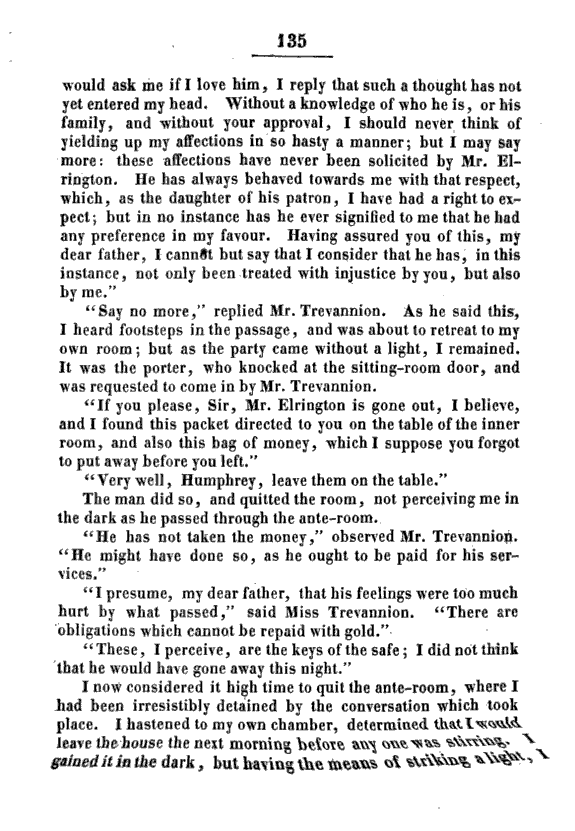 135
would ask me if I love him, I reply that such a thought has not
yet entered my head. Without a knowledge of who he is, or his
family, and without your approval, I should never think of
yielding up my affections in so hasty a manner; but I may say
more: these affections have never been solicited by Mr. El-
rington. He has always behaved towards me with that respect,
which, as the daughter of his patron, I have had a right to ex-
pect; but in no instance has he ever signified to me that he had
any preference in my favour. Having assured you of this, my
dear father, I cannot but say that I consider that he has, in this
instance, not only been treated with injustice by you, but also
by me."
"Say no more," replied Mr. Trevannion. As he said this,
I heard footsteps in the passage, and was about to retreat to my
own room; but as the party came without a light, I remained.
It was the porter, who knocked at the sitting-room door, and
was requested to come in by Mr. Trevannion.
"If you please, Sir, Mr. Elrington is gone out, I believe,
and I found this packet directed to you on the table of the inner
room, and also this bag of money, which I suppose you forgot
to put away before you left."
"Very well, Humphrey, leave them on the table."
The man did so, and quitted the room, not perceiving me in
the dark as he passed through the ante-room.
"He has not taken the money," observed Mr. Trevannion.
"He might have done so, as he ought to be paid for his ser-
vices."
"I presume, my dear father, that his feelings were too much
hurt by what passed," said Miss Trevannion. "There are
obligations which cannot be repaid with gold."
"These, I perceive, are the keys of the safe; I did not think
that he would have gone away this night."
I now considered it high time to quit the ante-room, where I
had been irresistibly detained by the conversation which took
place. I hastened to my own chamber, determined that I would
leave the house the next morning before any one was stirring. I
gained it in the dark, but having the means of striking a light, I